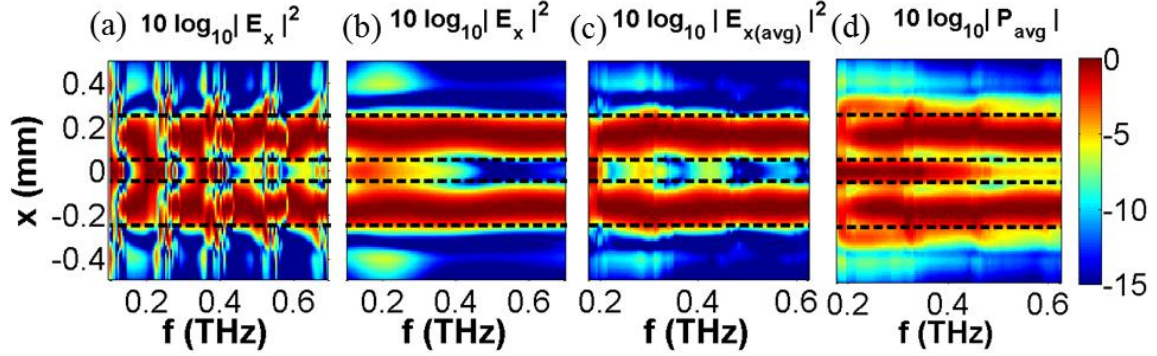 (a) 10 log10| Ex |2 (b) 10 log10| Ex |2 (c) 10 log10 | Ex(avg) |2 (d) 10 log10| Pavg |
x (mm)
0.4
0.2
0
-0.2
-0.4
0.2 0.4 0.6
f (THz)
0.2 0.4 0.6
f (THz)
0.2 0.4 0.6
f (THz)
0.2 0.4 0.6
f (THz)
0
-5
-10
-15